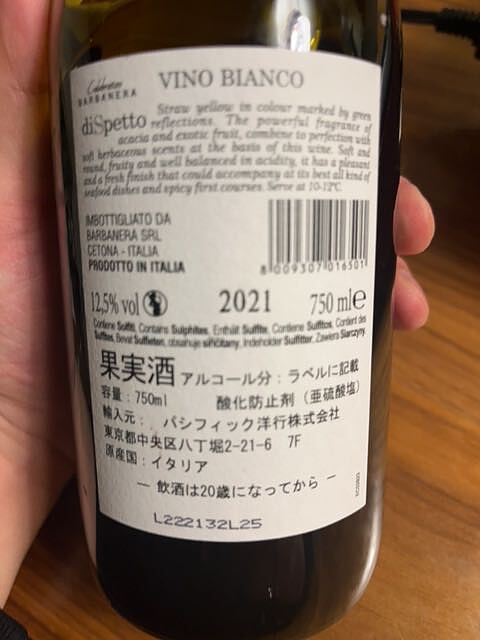 Celebration
BARBANERA
VINO BIANCO
diSpetto
Straw yellow in colour marked by green
reflections. The powerful fragrance of
acacia and exotic fruit, combine to perfection with
soft herbaceous scents at the basis of this wine. Soft and
round, fruity and well balanced in acidity, it has a pleasant
and a fresh finish that could accompany at its best all kind of
seafood dishes and spicy first courses. Serve at 10-12°C.
IMBOTTIGLIATO DA
BARBANERA SRL
CETONA - ITALIA
PRODOTTO IN ITALIA
8 009307 016501
12,5% vol
2021
750 ml e
Contiene Solfiti, Contains Sulphites, Enthält Sulfite, Contiene Sulfitos, Contient des
Sulfites, Bevat Sulfieten, obsahuje siřičitany, Indeholder Sulfitter, Zawiera Siarczyny.
果実酒 アルコール分：ラベルに記載
容量：750ml 酸化防止剤（亜硫酸塩）
輸入元： パシフィック洋行株式会社
東京都中央区八丁堀2-21-6 7F
原産国：イタリア
― 飲酒は20歳になってから ―
L222132L25